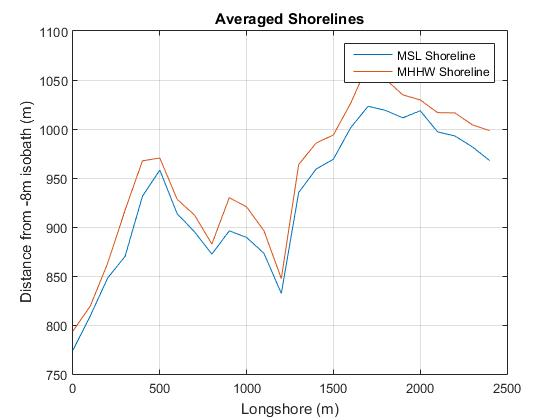 Averaged Shorelines
1100
1050
1000
950
900
850
800
750
Distance from -8m isobath (m)
MSL Shoreline
MHHW Shoreline
0
500
1000
1500
2000
2500
Longshore (m)